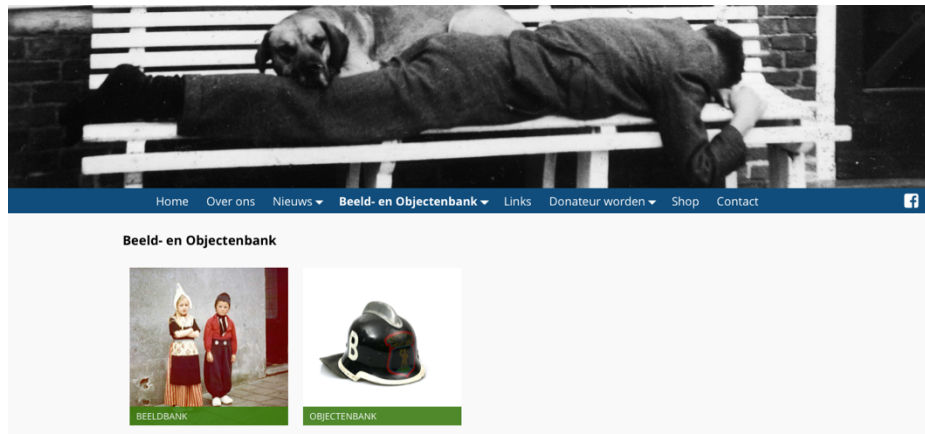 Home Over ons Nieuws Beeld- en Objectenbank Links Donateur worden Shop Contact
Beeld- en Objectenbank
B
BEELDBANK OBJECTENBANK